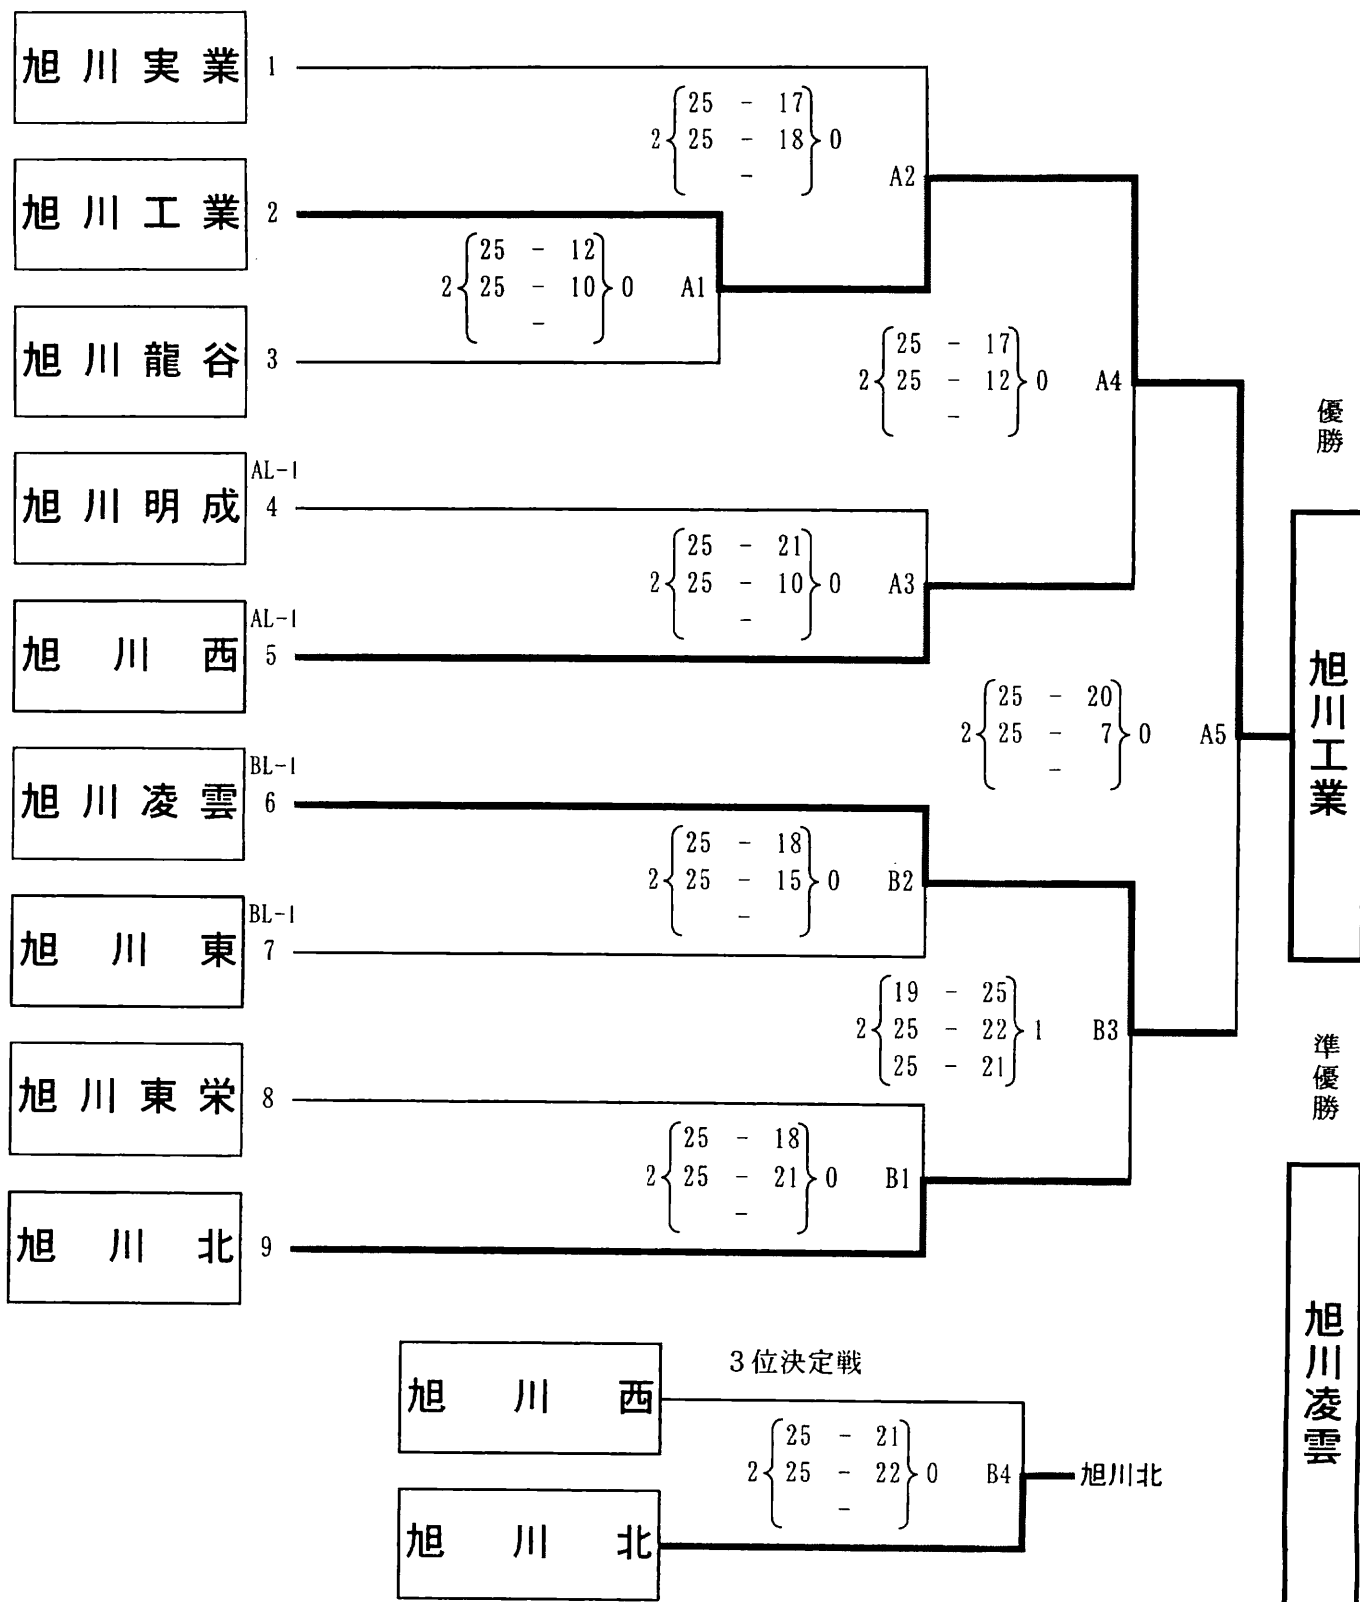 旭川実業 1
2 25 - 17 0
25 - 18
-
A2
旭川工業 2
2 25 - 12 0
25 - 10
-
A1
旭川龍谷 3
2 25 - 17 0
25 - 12
-
A4
優勝
旭川工業
旭川明成 AL-1
4
2 25 - 21 0
25 - 10
-
A3
旭川西 AL-1
5
2 25 - 20 0
25 - 7
-
A5
旭川凌雲 BL-1
6
2 25 - 18 0
25 - 15
-
B2
旭川東 BL-1
7
2 19 - 25 1
25 - 22
25 - 21
B3
準優勝
旭川凌雲
旭川東栄 8
2 25 - 18 0
25 - 21
-
B1
旭川北 9
3位決定戦
旭川西
2 25 - 21 0
25 - 22
-
B4
旭川北
旭川北